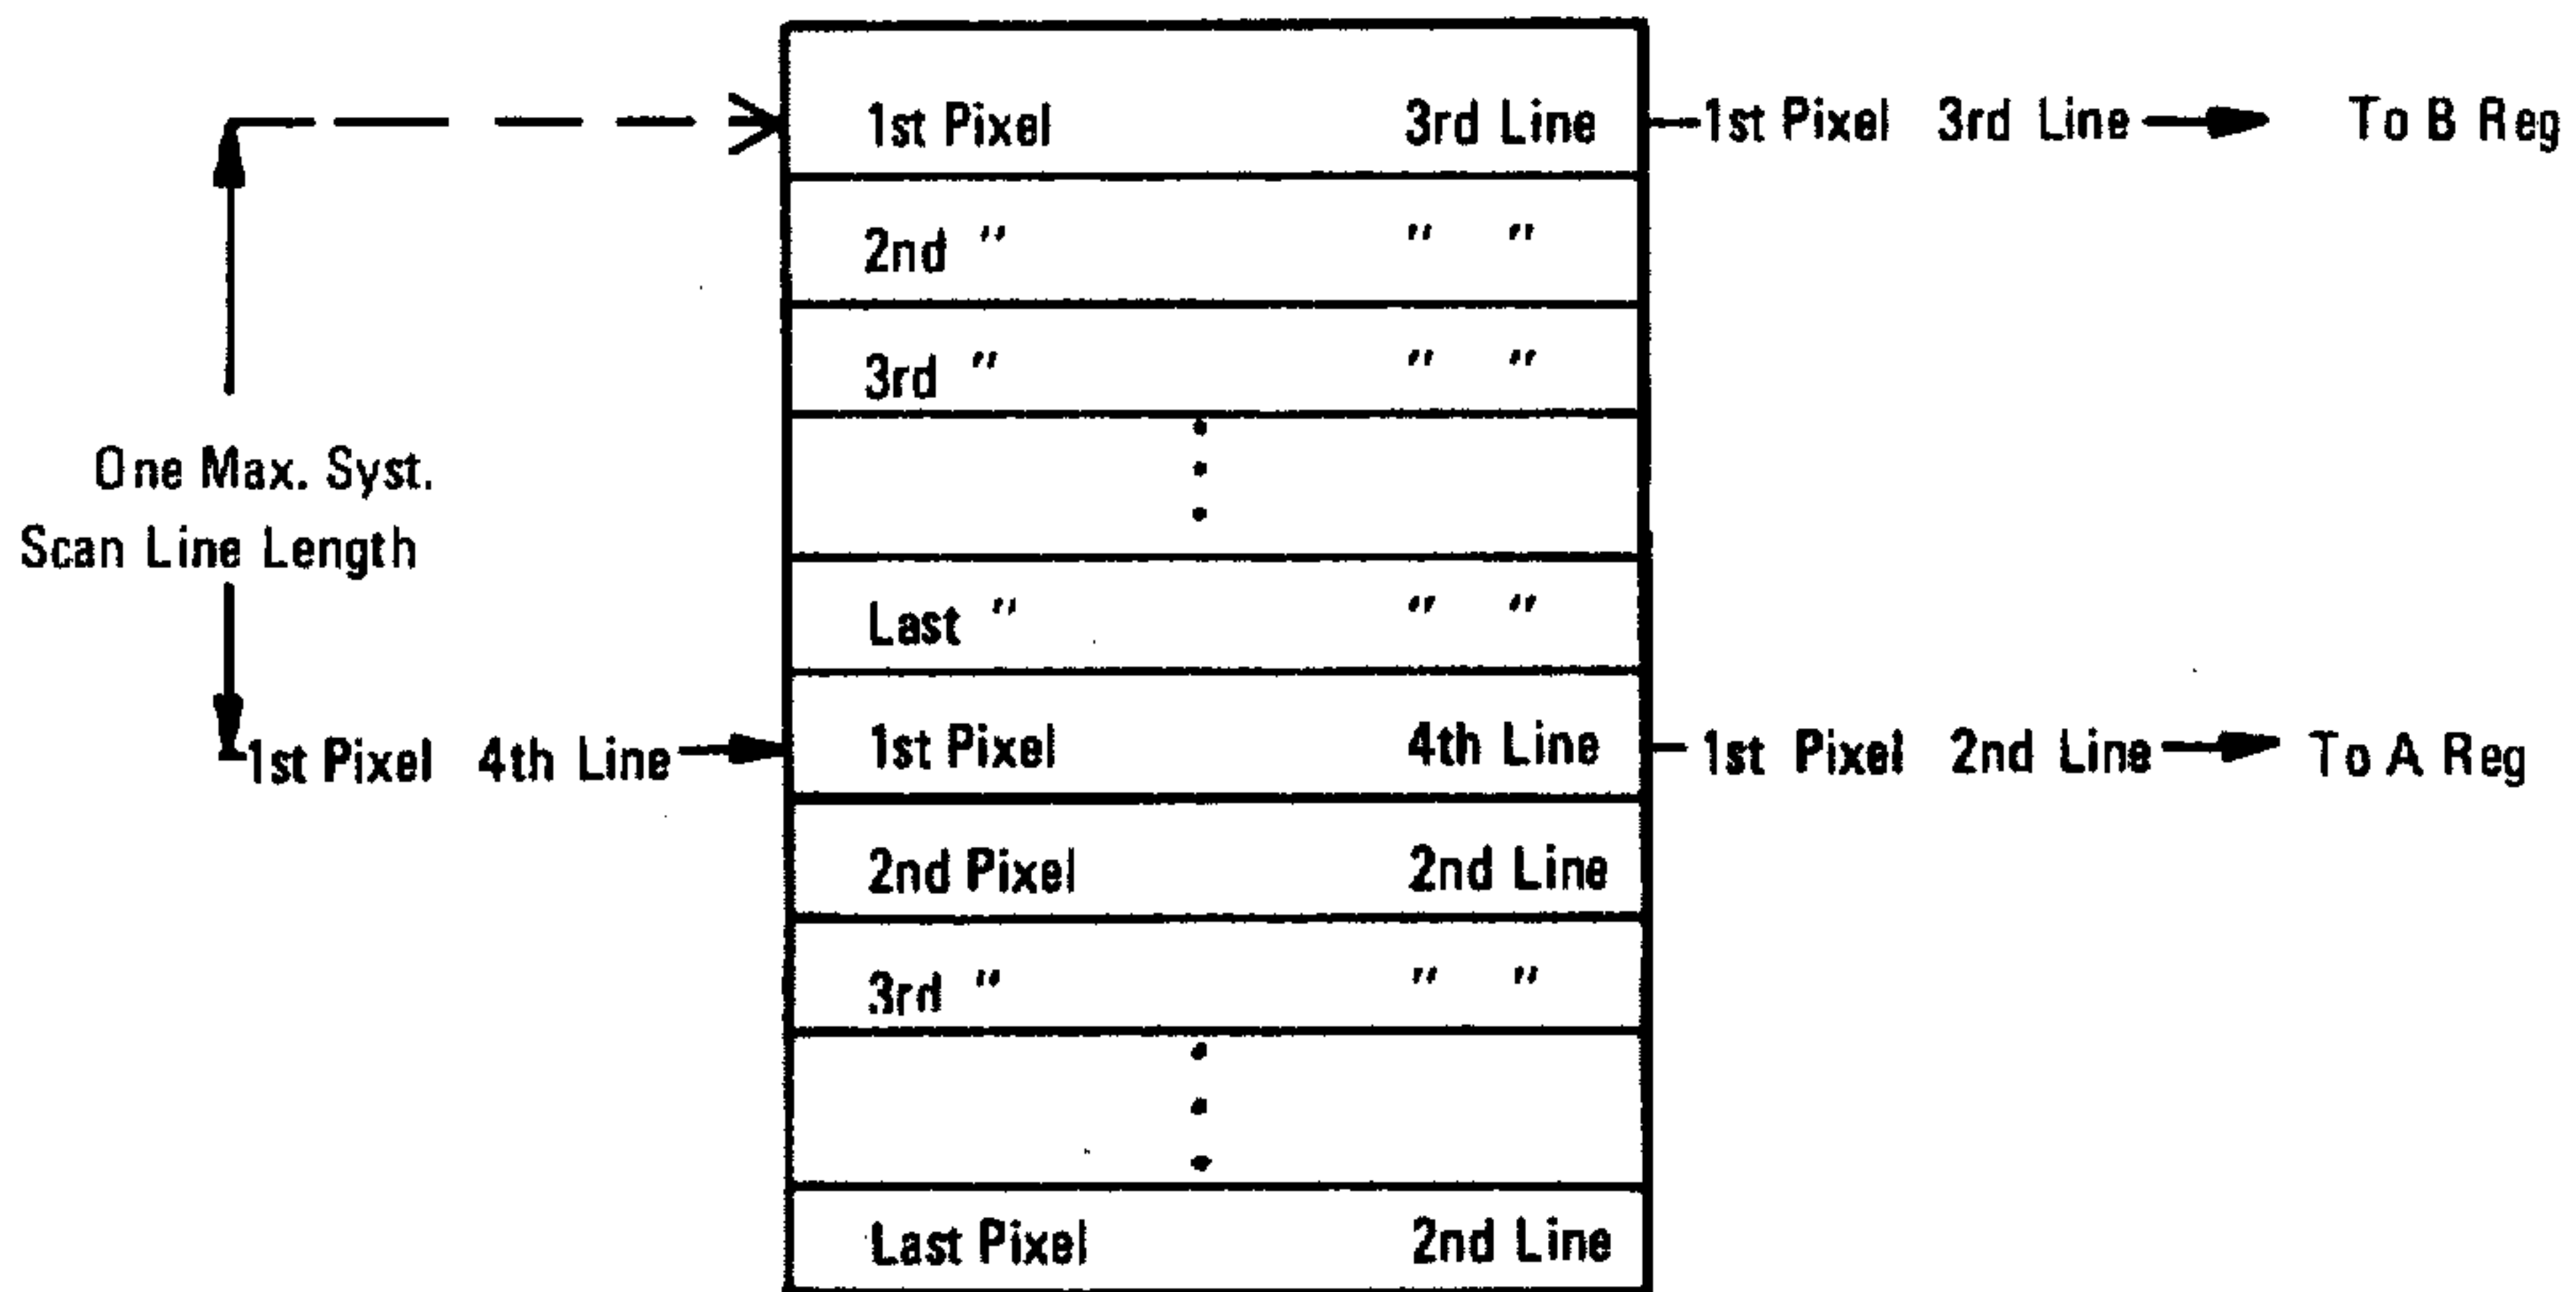 1st Pixel 3rd Line 1st Pixel 3rd Line To B Reg
2nd " " "
3rd " " "
One Max. Syst.
Scan Line Length
Last " " "
1st Pixel 4th Line 1st Pixel 4th Line 1st Pixel 2nd Line To A Reg
2nd Pixel 2nd Line
3rd " " "
Last Pixel 2nd Line